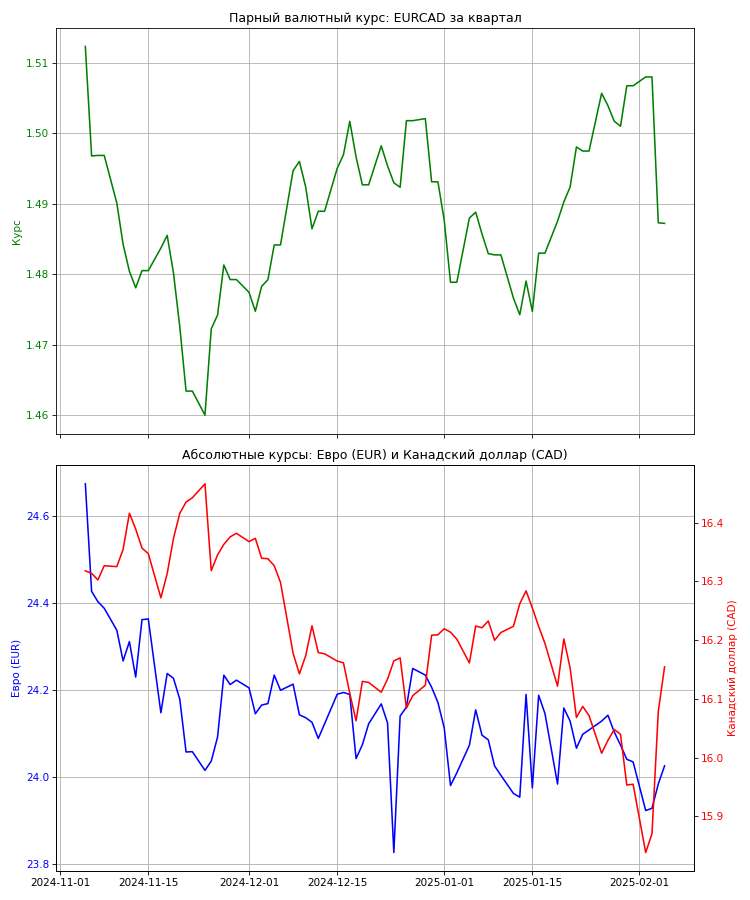 Парный валютный курс: EURCAD за квартал
1.51
1.50
1.49
1.48
1.47
1.46
Курс
Абсолютные курсы: Евро (EUR) и Канадский доллар (CAD)
24.6
24.4
24.2
24.0
23.8
Евро (EUR)
16.4
16.3
16.2
16.1
16.0
15.9
Канадский доллар (CAD)
2024-11-01 2024-11-15 2024-12-01 2024-12-15 2025-01-01 2025-01-15 2025-02-01